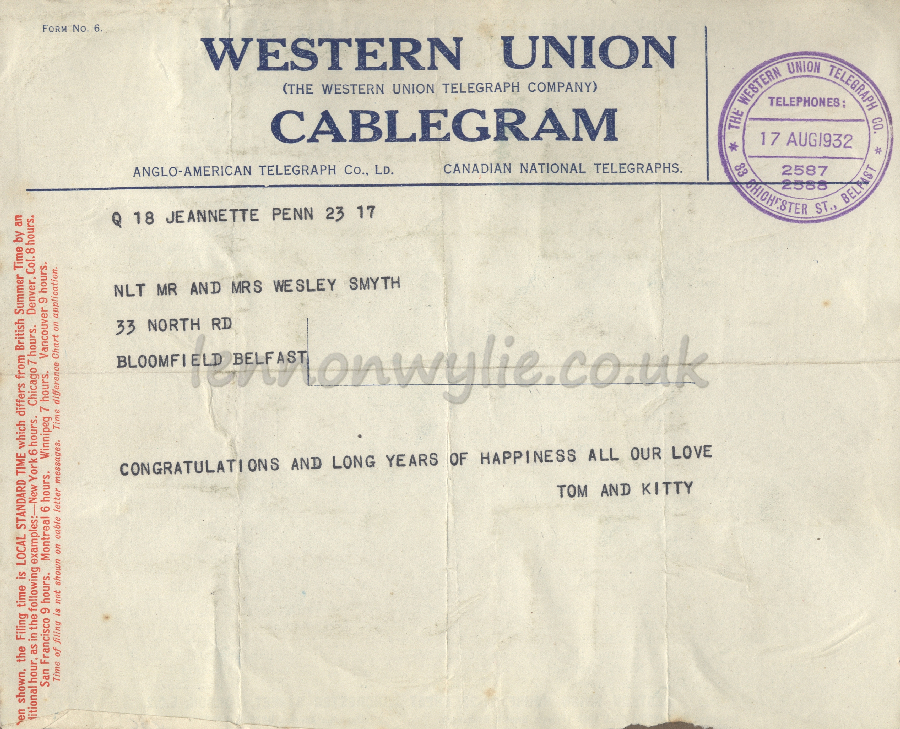 FORM No. 6.
WESTERN UNION
(THE WESTERN UNION TELEGRAPH COMPANY)
CABLEGRAM
ANGLO-AMERICAN TELEGRAPH Co., LD. CANADIAN NATIONAL TELEGRAPHS.
THE WESTERN UNION TELEGRAPH CO.
TELEPHONES:
17 AUG1932
2587
2588
83 CHICHESTER ST., BELFAST
Q 18 JEANNETTE PENN 23 17
NLT MR AND MRS WESLEY SMYTH
33 NORTH RD
BLOOMFIELD BELFAST
lennonwylie.co.uk
CONGRATULATIONS AND LONG YEARS OF HAPPINESS ALL OUR LOVE
TOM AND KITTY
en shown, the Filing time is LOCAL STANDARD TIME which differs from British Summer Time by an
ditional hour, as in the following examples:—New York 6 hours. Chicago 7 hours. Denver, Col. 8 hours.
San Francisco 9 hours. Montreal 6 hours. Winnipeg 7 hours. Vancouver 9 hours.
Time of filing is not shown on cable letter messages. Time difference Chart on application.